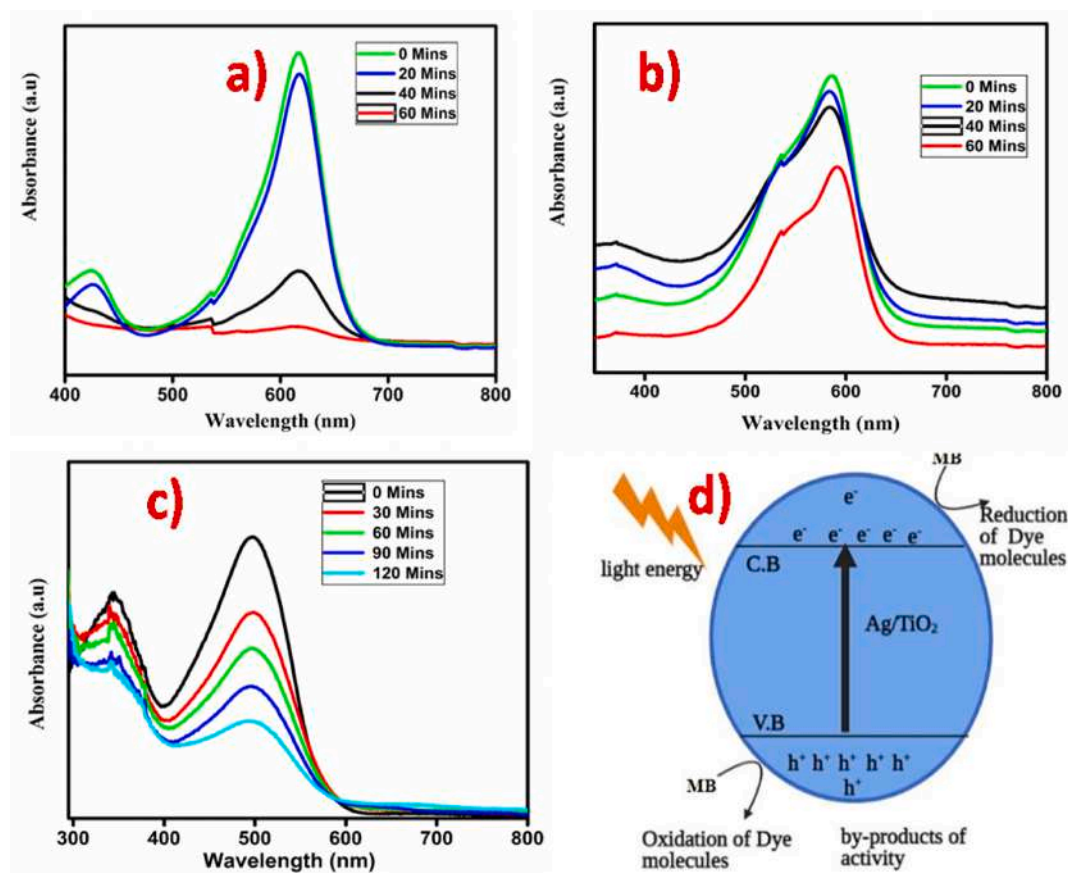 a)
0 Mins
20 Mins
40 Mins
60 Mins
Absorbance (a.u)
400 500 600 700 800
Wavelength (nm)
b)
0 Mins
20 Mins
40 Mins
60 Mins
Absorbance (a.u)
400 500 600 700 800
Wavelength (nm)
c)
0 Mins
30 Mins
60 Mins
90 Mins
120 Mins
Absorbance (a.u)
300 400 500 600 700 800
Wavelength (nm)
d)
MB
e-
Reduction
of Dye
molecules
e- e- e- e- e-
light energy
C.B
Ag/TiO₂
V.B
h⁺ h⁺ h⁺ h⁺ h⁺
h⁺
MB
Oxidation of Dye
molecules
by-products of
activity